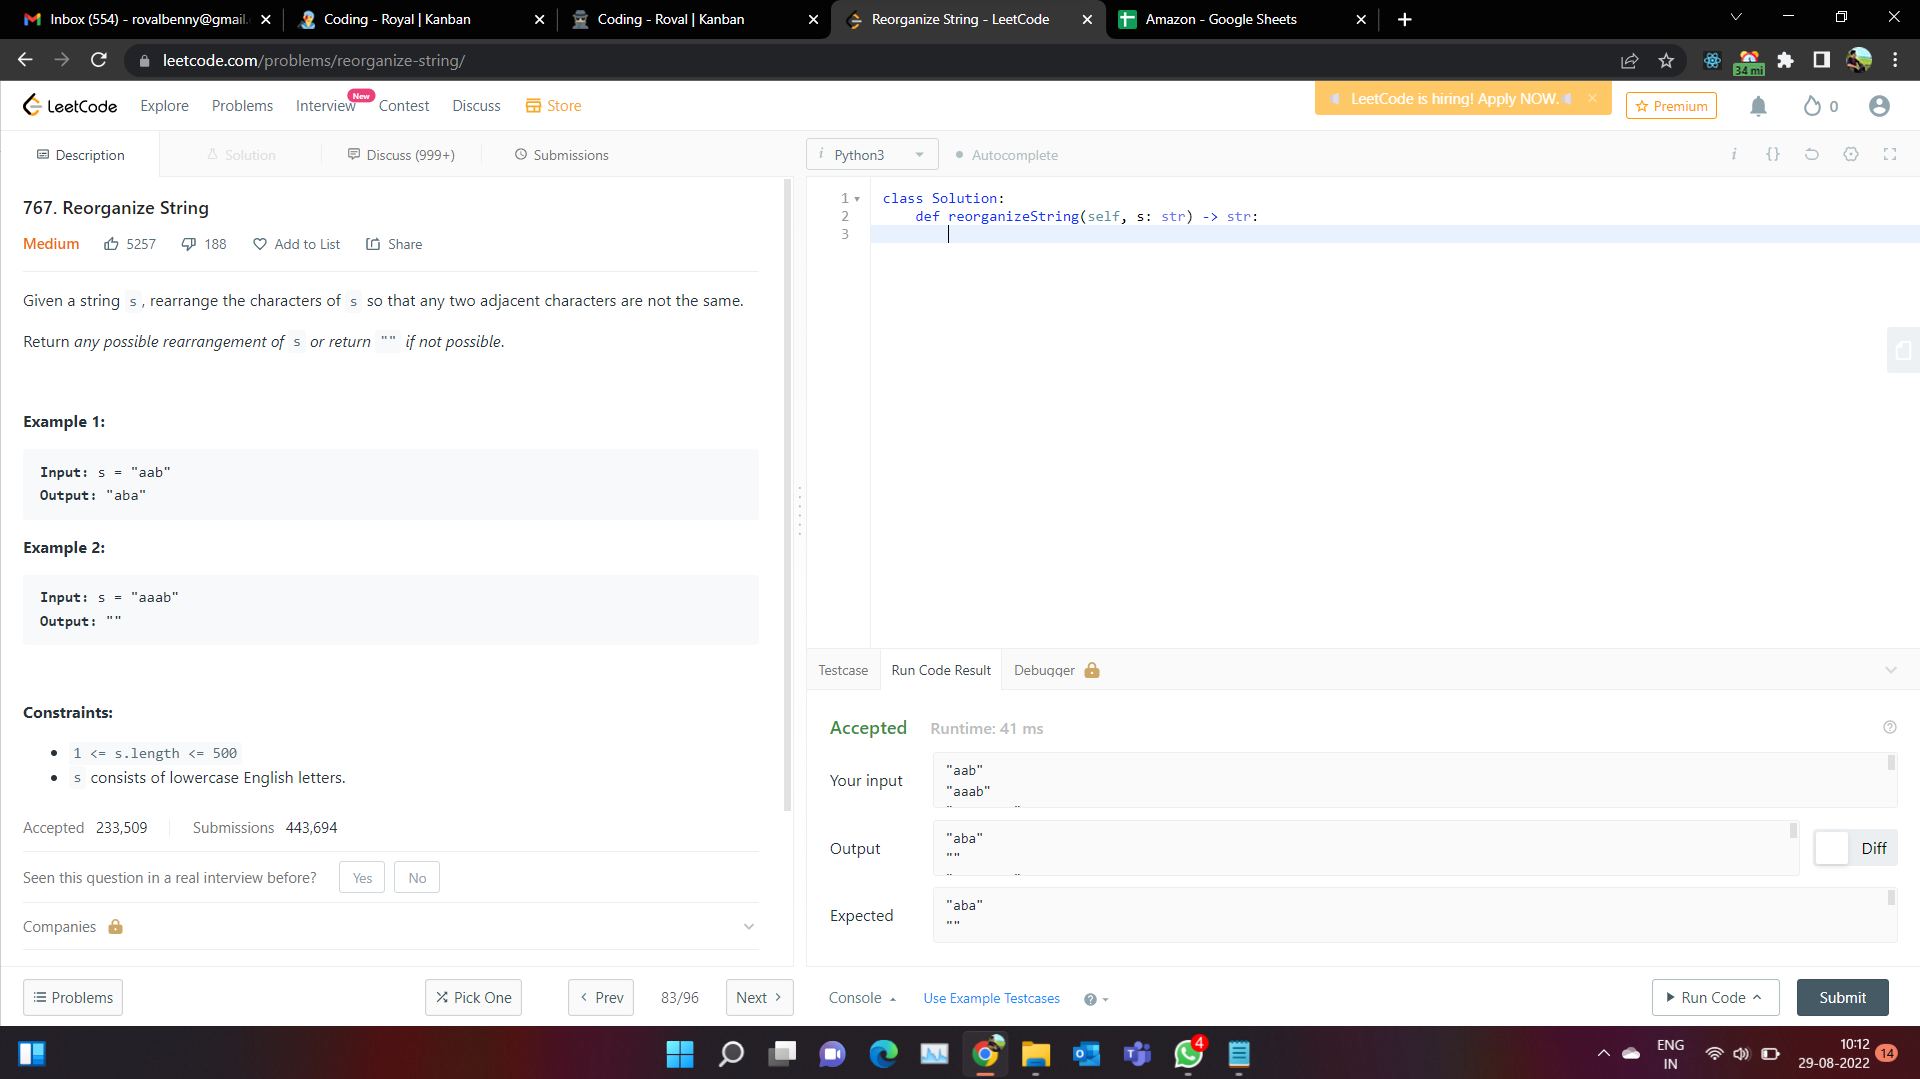 Inbox (554) - rovalbenny@gmail.
Coding - Royal | Kanban
Coding - Roval | Kanban
Reorganize String - LeetCode
Amazon - Google Sheets
leetcode.com/problems/reorganize-string/
34 mi
LeetCode
Explore
Problems
Interview
New
Contest
Discuss
Store
LeetCode is hiring! Apply NOW.
Premium
0
Description
Solution
Discuss (999+)
Submissions
i Python3
Autocomplete
i {}
767. Reorganize String
Medium
5257
188
Add to List
Share
Given a string s, rearrange the characters of s so that any two adjacent characters are not the same.
Return any possible rearrangement of s or return "" if not possible.
Example 1:
Input: s = "aab"
Output: "aba"
Example 2:
Input: s = "aaab"
Output: ""
Constraints:
1 <= s.length <= 500
s consists of lowercase English letters.
Accepted 233,509
Submissions 443,694
Seen this question in a real interview before?
Yes
No
Companies
Problems
Pick One
Prev
83/96
Next
1 class Solution:
2 def reorganizeString(self, s: str) -> str:
3
Testcase
Run Code Result
Debugger
Accepted
Runtime: 41 ms
Your input
"aab"
"aaab"
Output
"aba"
""
Diff
Expected
"aba"
""
Console
Use Example Testcases
Run Code
Submit
4
ENG
IN
10:12
29-08-2022
14